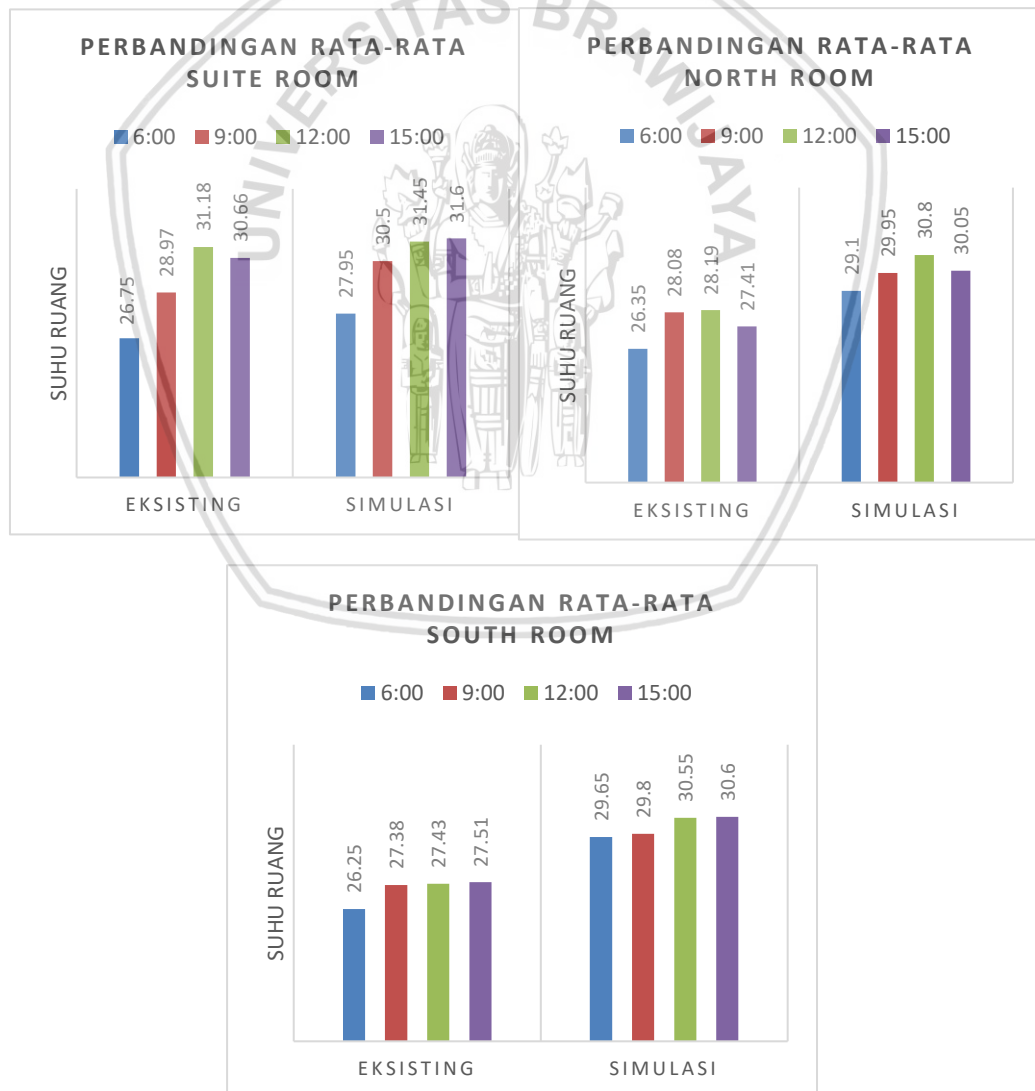 PERBANDINGAN RATA-RATA
SUITE ROOM
6:00 9:00 12:00 15:00
SUHU RUANG
26.75 28.97 31.18 30.66 27.95 30.5 31.45 31.6
EKSISTING SIMULASI
PERBANDINGAN RATA-RATA
NORTH ROOM
6:00 9:00 12:00 15:00
SUHU RUANG
26.35 28.08 28.19 27.41 29.1 29.95 30.8 30.05
EKSISTING SIMULASI
PERBANDINGAN RATA-RATA
SOUTH ROOM
6:00 9:00 12:00 15:00
SUHU RUANG
26.25 27.38 27.43 27.51 29.65 29.8 30.55 30.6
EKSISTING SIMULASI
UNIVERSITAS BRAWIJAYA